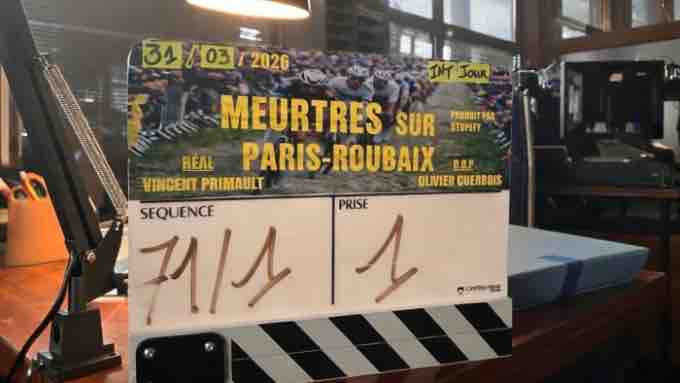 31/03/2026
INT JOUR
MEURTRES SUR
PARIS-ROUBAIX
PRODUIT PAR
STUPEFY
RÉAL
VINCENT PRIMAULT
D.O.P
OLIVIER GUERBOIS
SEQUENCE
71/1
PRISE
1